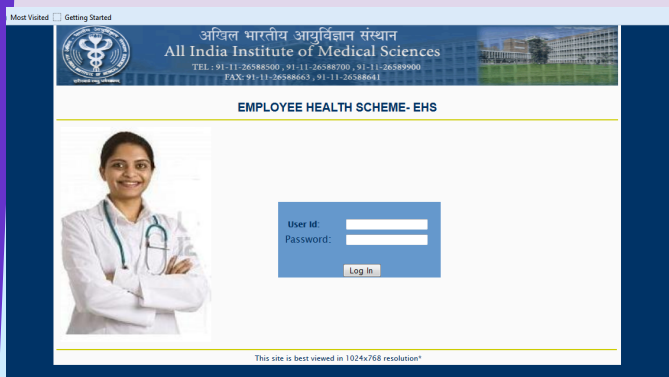 Most Visited Getting Started
अखिल भारतीय आयुर्विज्ञान संस्थान
All India Institute of Medical Sciences
TEL : 91-11-26588500 , 91-11-26588700 , 91-11-26589900
FAX: 91-11-26588663 , 91-11-26588641
EMPLOYEE HEALTH SCHEME- EHS
User Id:
Password:
Log In
This site is best viewed in 1024x768 resolution*